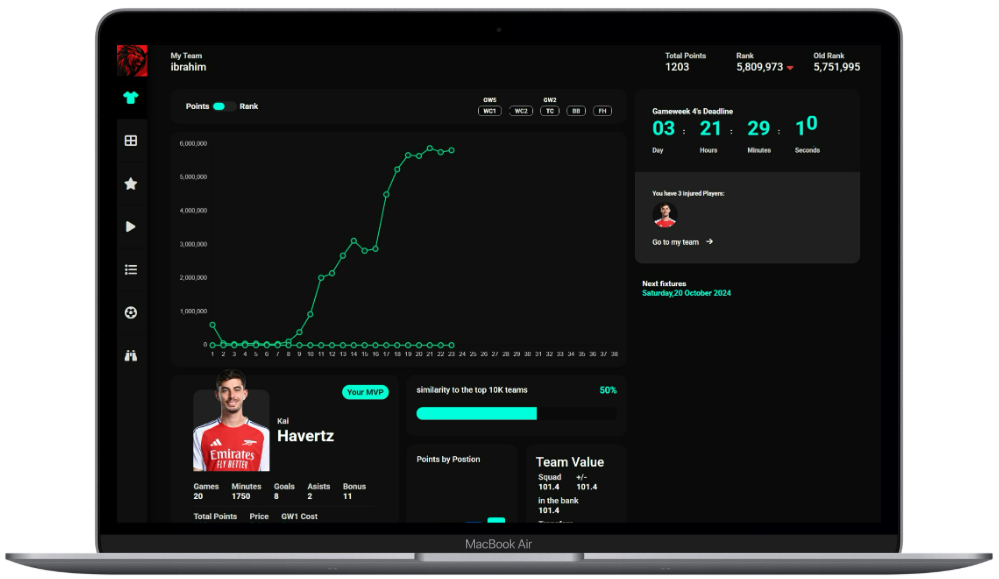 My Team
ibrahim
Total Points
1203
Rank
5,809,973
Old Rank
5,751,995
Points Rank
GW5 GW2
WC1 WC2 TC BB FH
6,000,000
5,000,000
4,000,000
3,000,000
2,000,000
1,000,000
0
1 2 3 4 5 6 7 8 9 10 11 12 13 14 15 16 17 18 19 20 21 22 23 24 25 26 27 28 29 30 31 32 33 34 35 36 37 38
Gameweek 4's Deadline
03 : 21 : 29 : 10
Day Hours Minutes Seconds
You have 3 Injured Players:
Go to my team →
Next fixtures
Saturday,20 October 2024
Your MVP
Kai
Havertz
Emirates
FLY BETTER
Games Minutes Goals Asists Bonus
20 1750 8 2 11
Total Points Price GW1 Cost
similarity to the top 10K teams 50%
Points by Postion
Team Value
Squad +/-
101.4 101.4
in the bank
101.4
MacBook Air